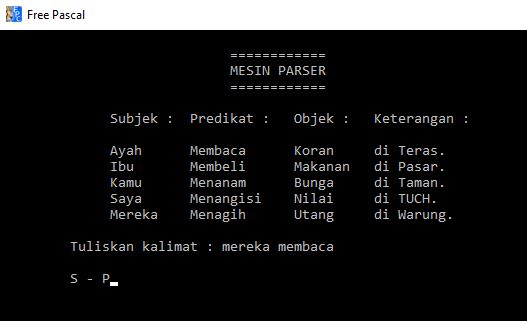 Free Pascal
============
MESIN PARSER
============
Subjek : Predikat : Objek : Keterangan :
Ayah Membaca Koran di Teras.
Ibu Membeli Makanan di Pasar.
Kamu Menanam Bunga di Taman.
Saya Menangisi Nilai di TUCH.
Mereka Menagih Utang di Warung.
Tuliskan kalimat : mereka membaca
S - P